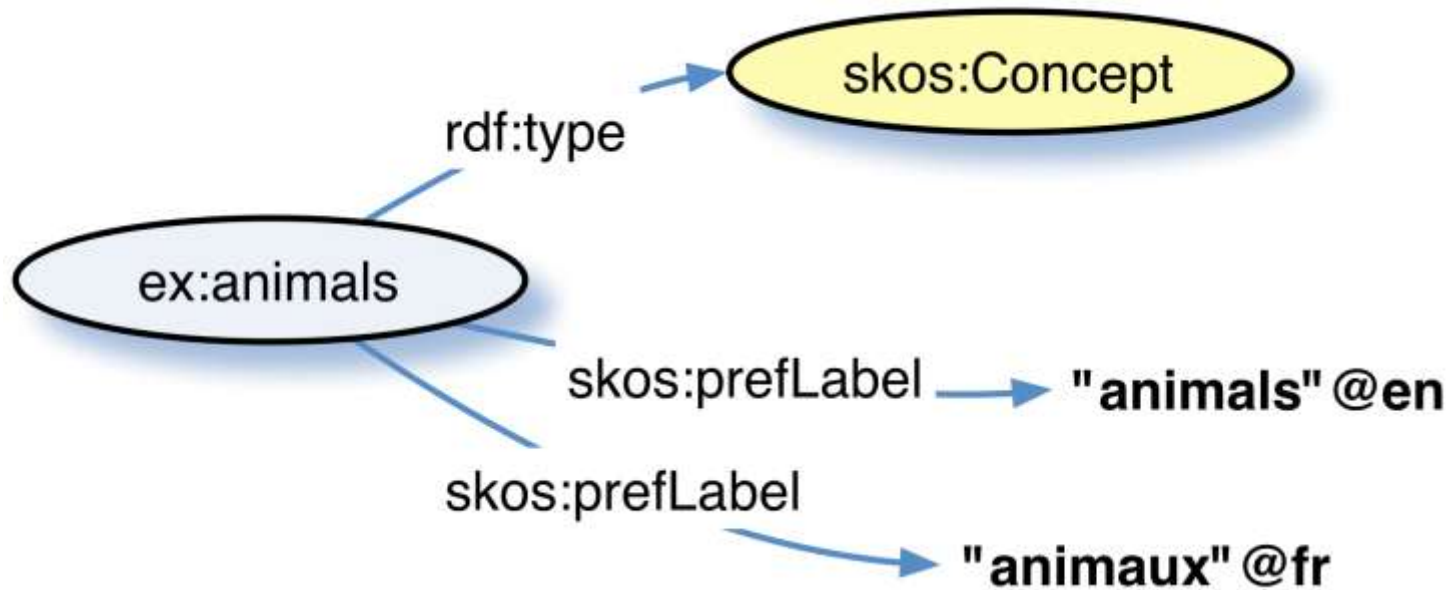 skos:Concept
rdf:type
ex:animals
skos:prefLabel
"animals"@en
skos:prefLabel
"animaux"@fr